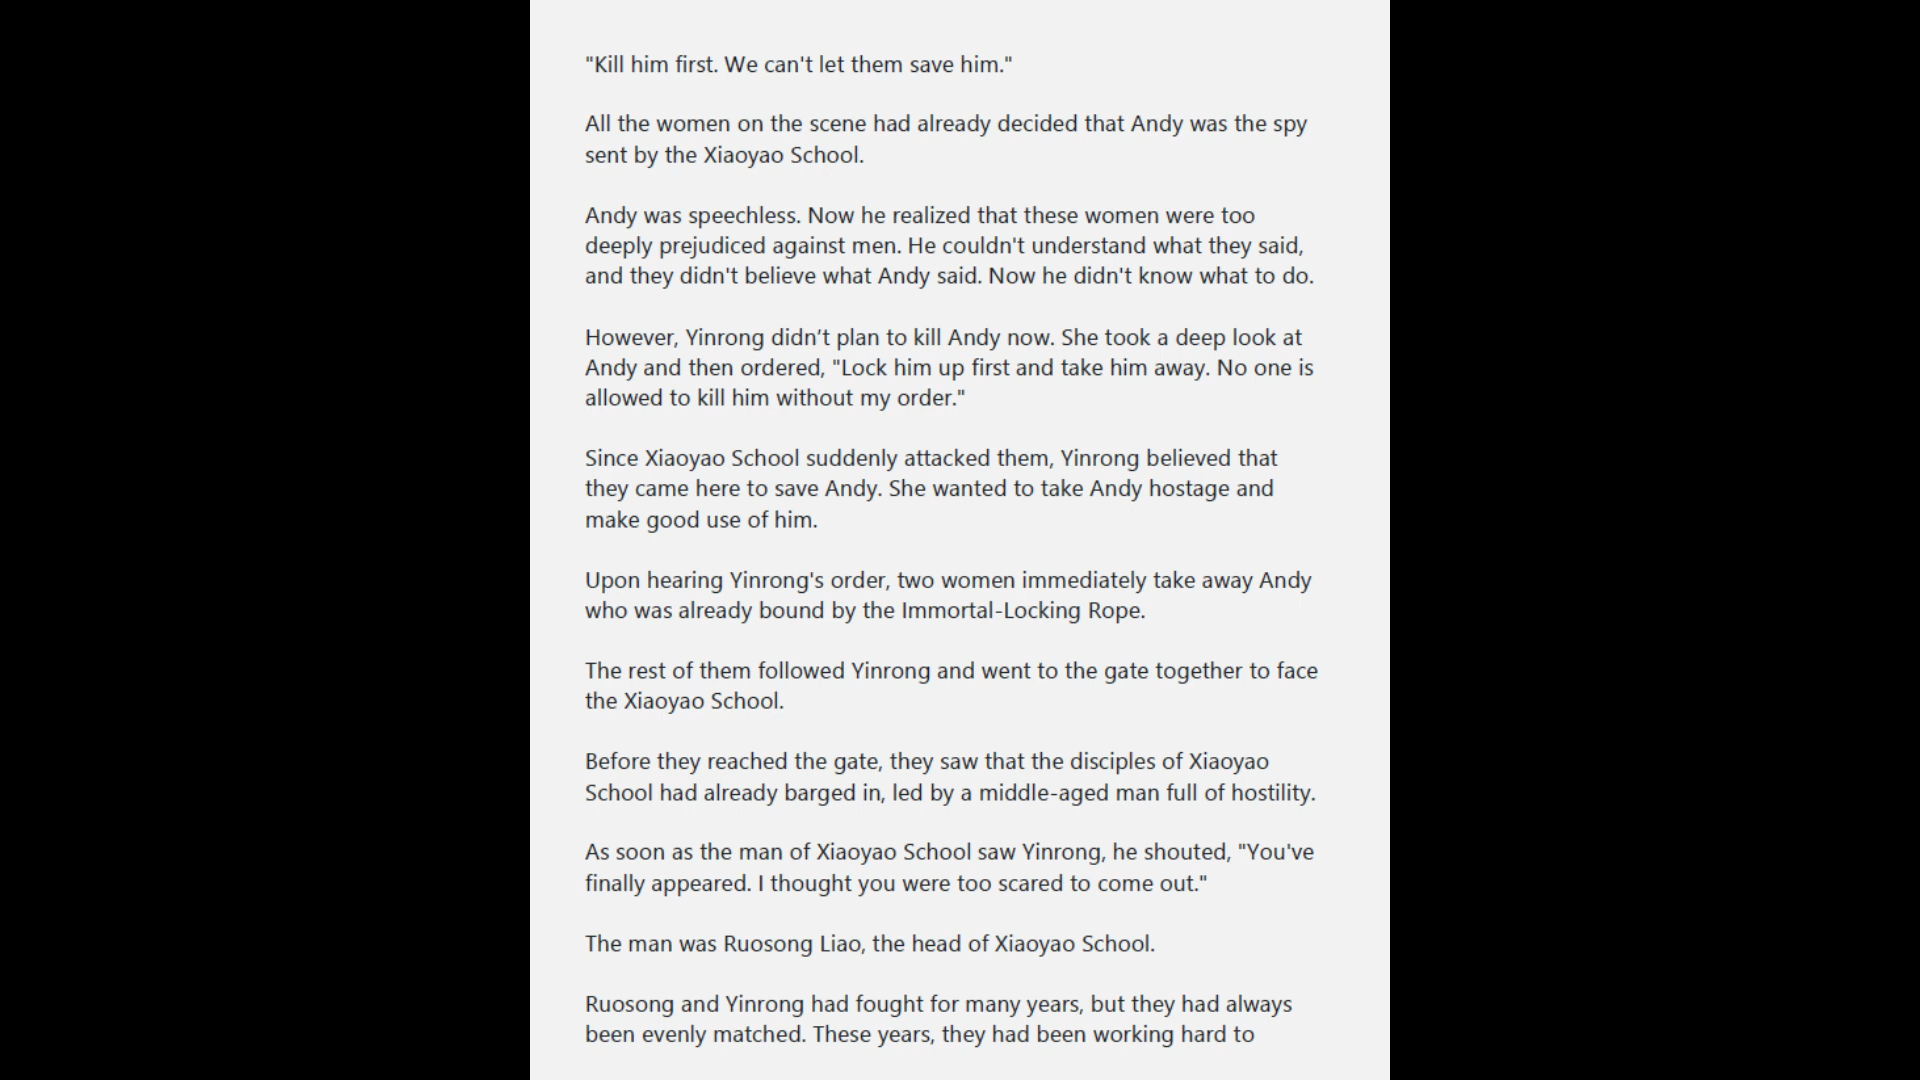 "Kill him first. We can't let them save him."
All the women on the scene had already decided that Andy was the spy
sent by the Xiaoyao School.
Andy was speechless. Now he realized that these women were too
deeply prejudiced against men. He couldn't understand what they said,
and they didn't believe what Andy said. Now he didn't know what to do.
However, Yinrong didn’t plan to kill Andy now. She took a deep look at
Andy and then ordered, "Lock him up first and take him away. No one is
allowed to kill him without my order."
Since Xiaoyao School suddenly attacked them, Yinrong believed that
they came here to save Andy. She wanted to take Andy hostage and
make good use of him.
Upon hearing Yinrong's order, two women immediately take away Andy
who was already bound by the Immortal-Locking Rope.
The rest of them followed Yinrong and went to the gate together to face
the Xiaoyao School.
Before they reached the gate, they saw that the disciples of Xiaoyao
School had already barged in, led by a middle-aged man full of hostility.
As soon as the man of Xiaoyao School saw Yinrong, he shouted, "You've
finally appeared. I thought you were too scared to come out."
The man was Ruosong Liao, the head of Xiaoyao School.
Ruosong and Yinrong had fought for many years, but they had always
been evenly matched. These years, they had been working hard to